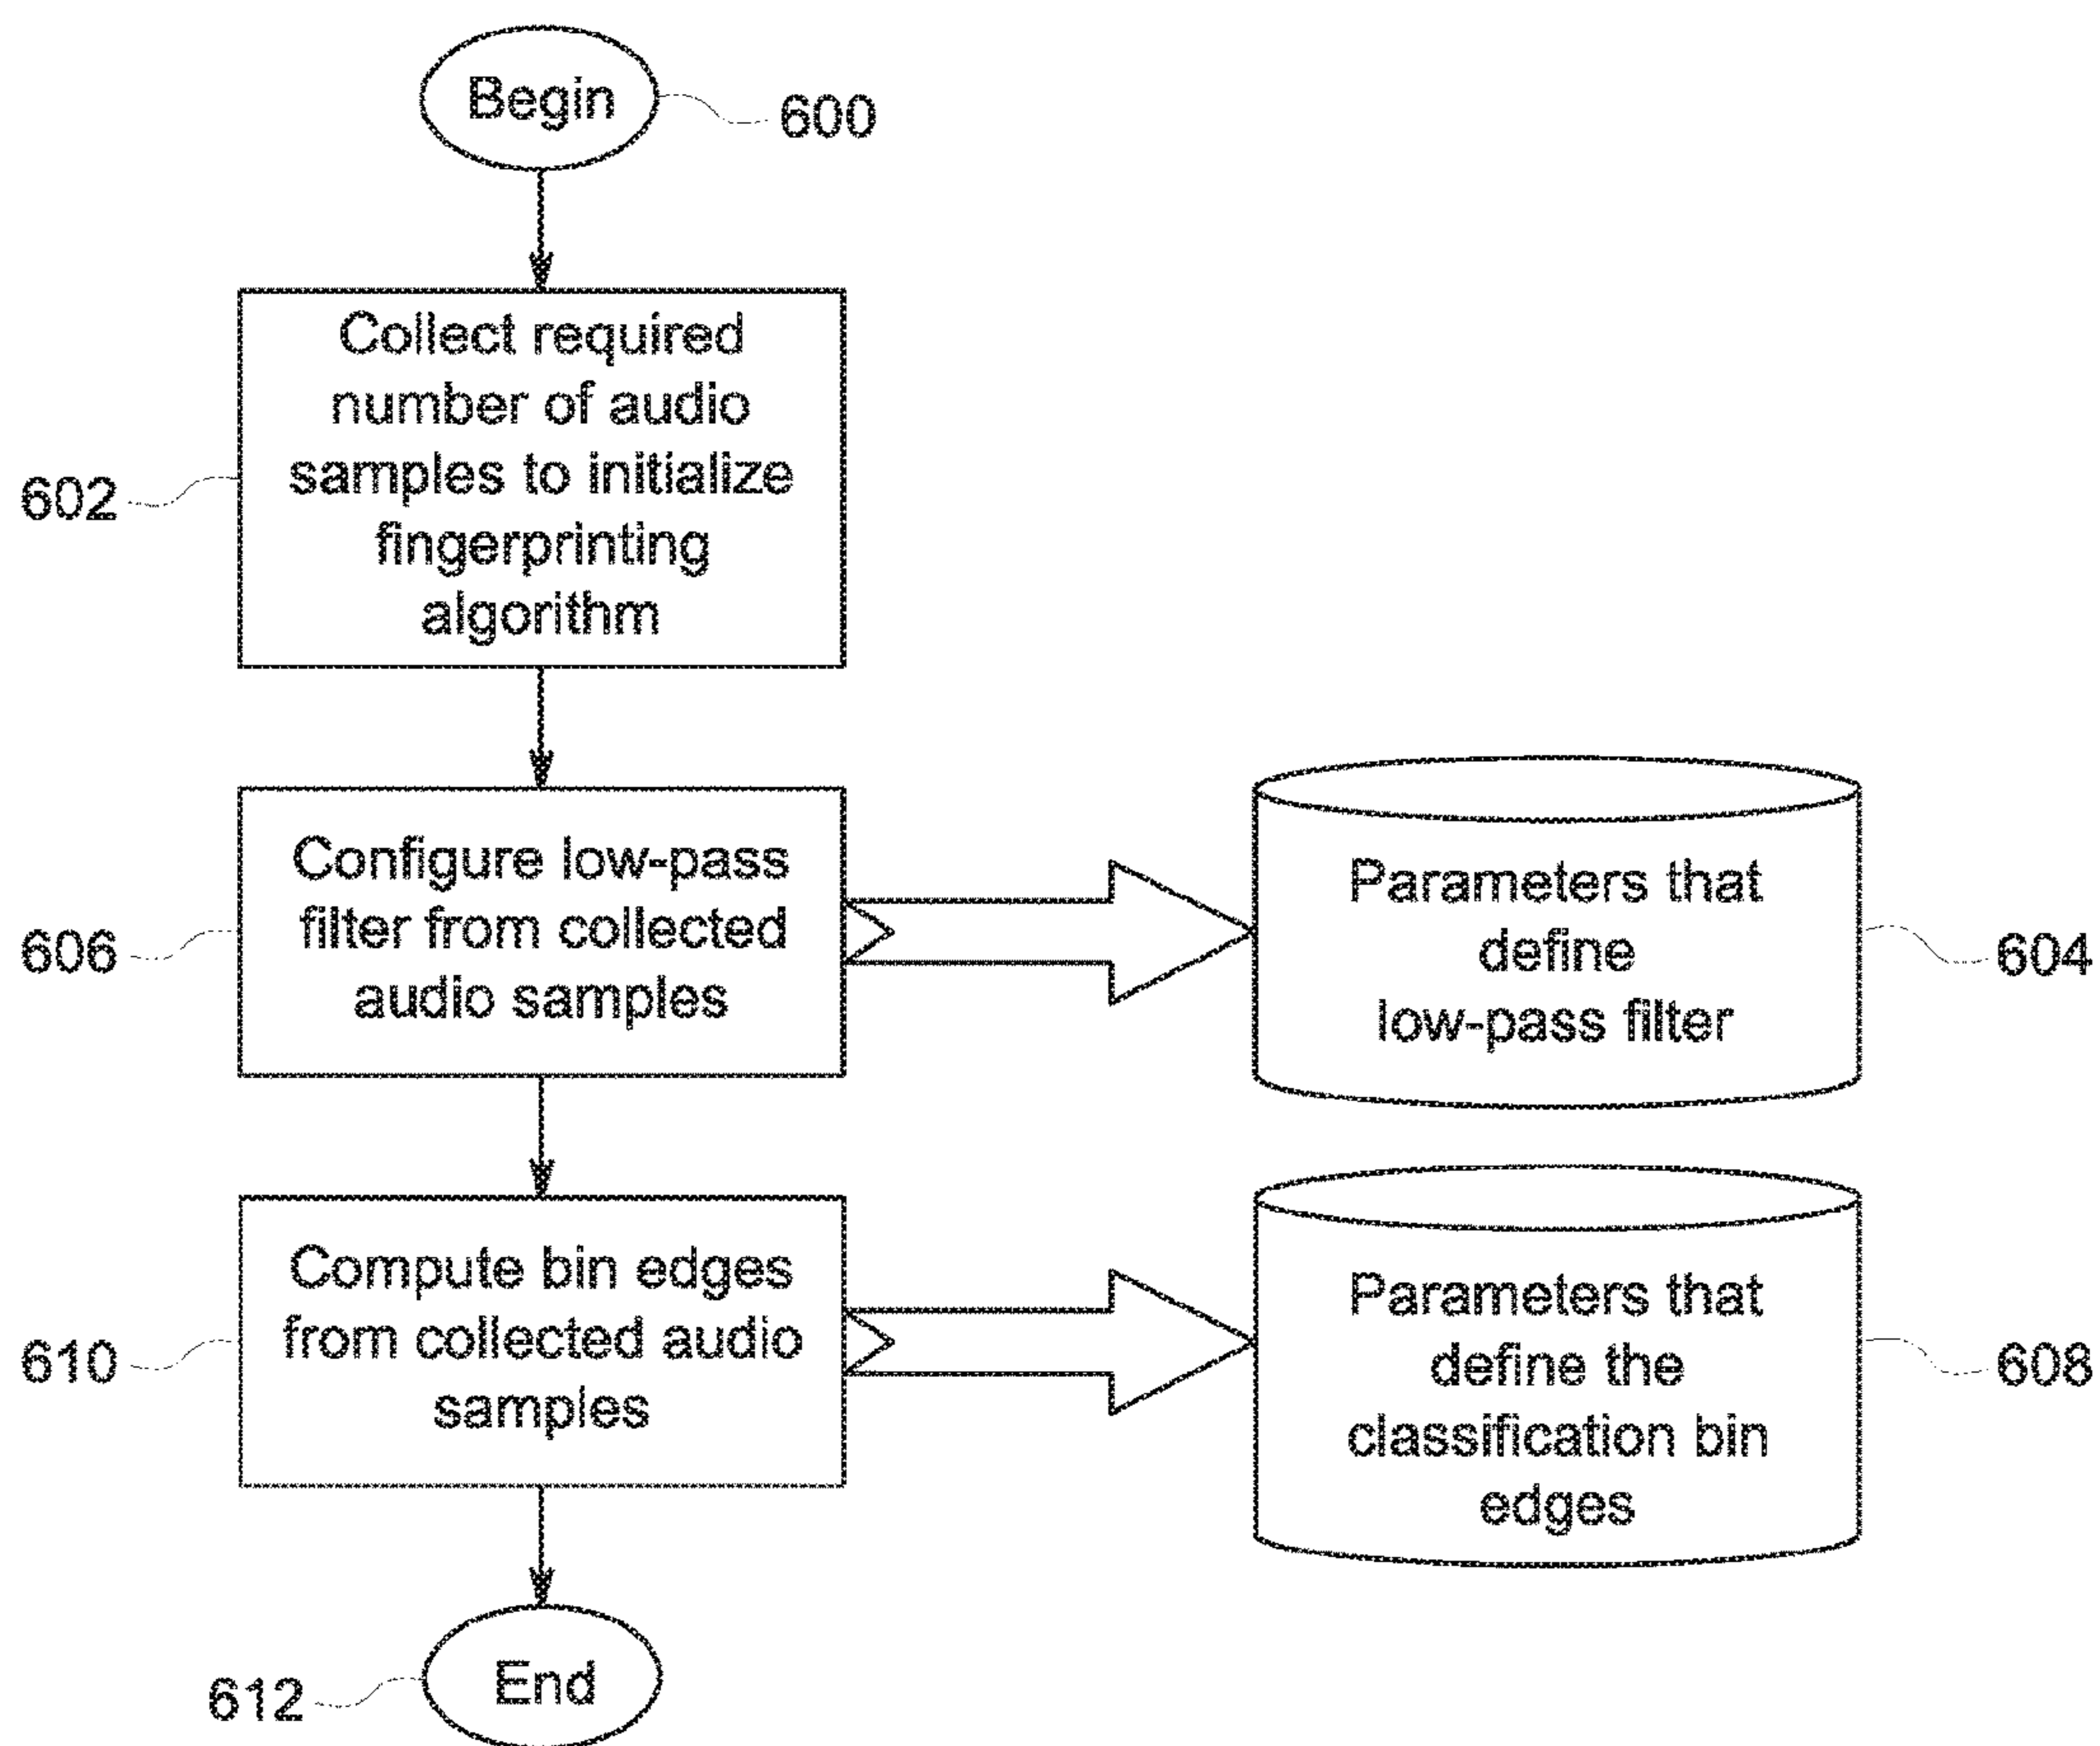 Begin
600
Collect required
number of audio
samples to initialize
fingerprinting
algorithm
602
Configure low-pass
filter from collected
audio samples
606
Parameters that
define
low-pass filter
604
Compute bin edges
from collected audio
samples
610
Parameters that
define the
classification bin
edges
608
End
612